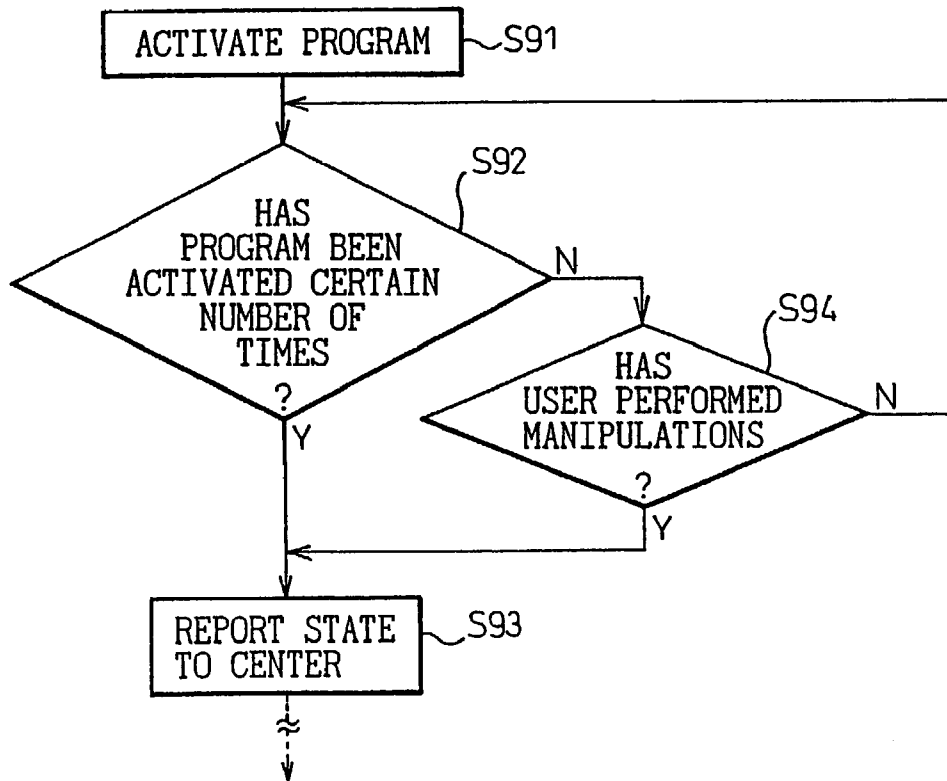 ACTIVATE PROGRAM
S91
S92
HAS
PROGRAM BEEN
ACTIVATED CERTAIN
NUMBER OF
TIMES
?
N
Y
S94
HAS
USER PERFORMED
MANIPULATIONS
?
N
Y
REPORT STATE
TO CENTER
S93